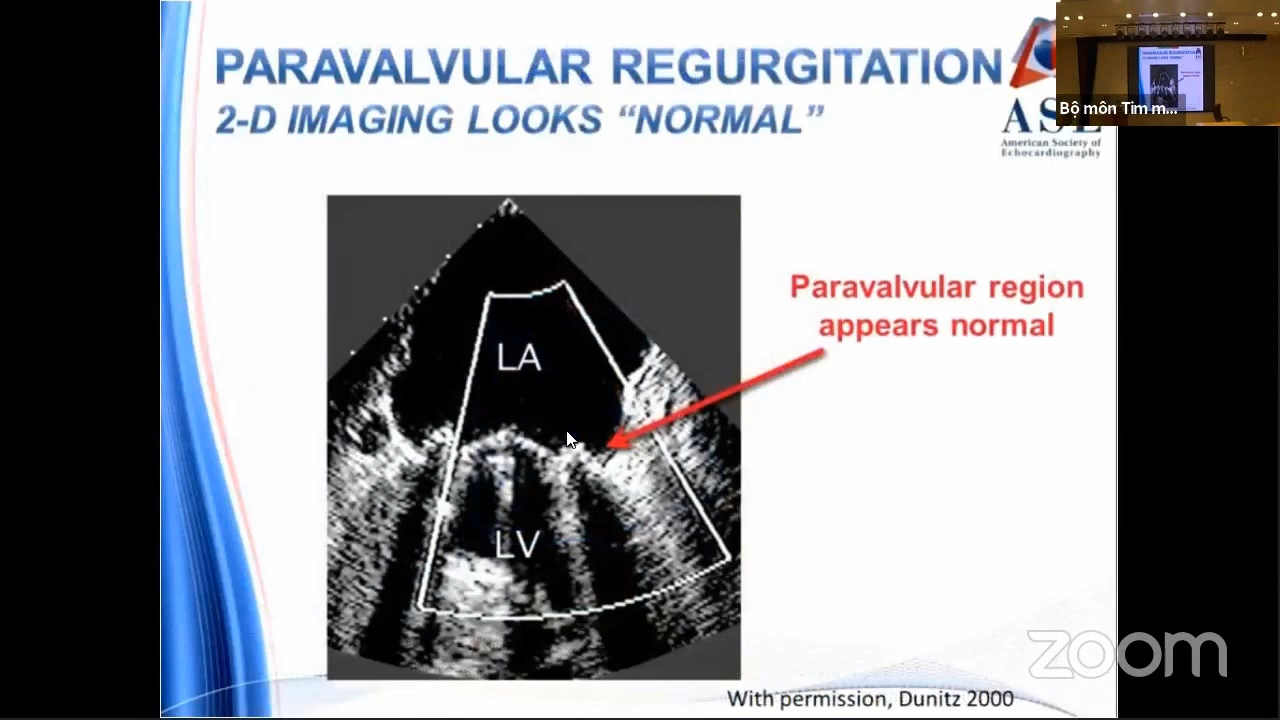 PARAVALVULAR REGURGITATION
2-D IMAGING LOOKS “NORMAL”
American Society of
Echocardiography
Bộ môn Tim m...
Paravalvular region
appears normal
LA
LV
zoom
With permission, Dunitz 2000